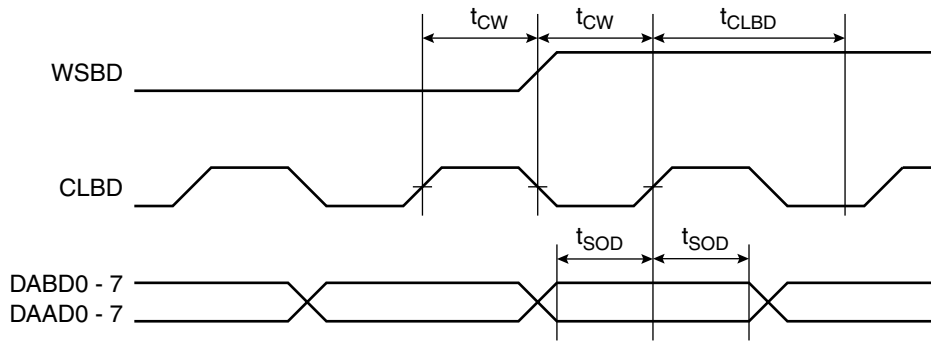 tCW tCW tCLBD
WSBD
CLBD
tSOD tSOD
DABD0 - 7
DAAD0 - 7